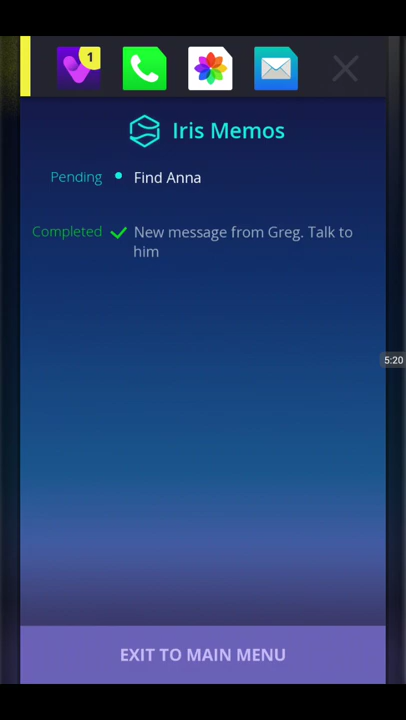 1
Iris Memos
Pending
Find Anna
Completed
New message from Greg. Talk to
him
5:20
EXIT TO MAIN MENU